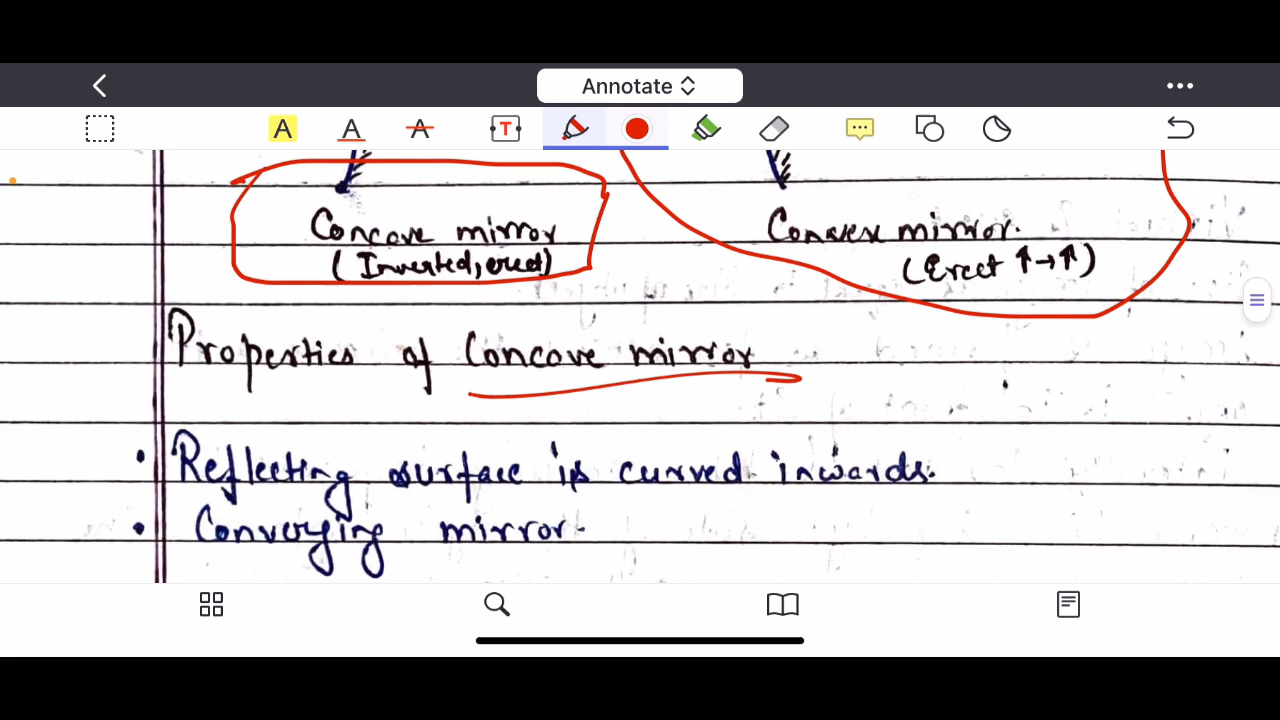 Annotate
A A A T
Concave mirror
(Inverted, erect)
Convex mirror.
(Erect ↑→↑)
Properties of Concave mirror
• Reflecting surface is curved inwards.
• Converging mirror.